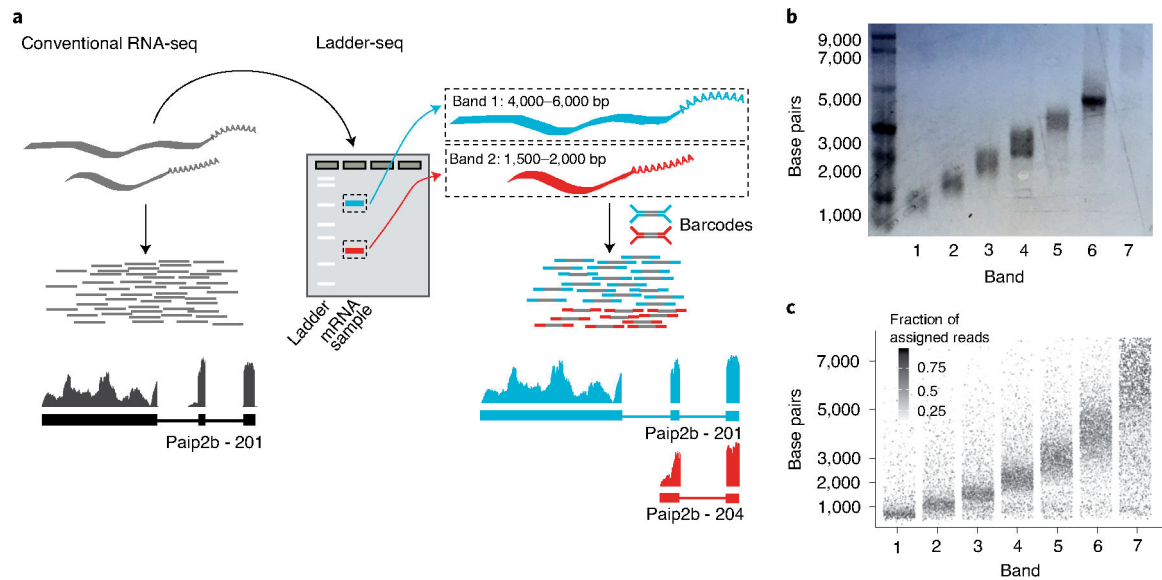 a
Conventional RNA-seq
Ladder-seq
Band 1: 4,000–6,000 bp
Band 2: 1,500–2,000 bp
Barcodes
Ladder
mRNA
sample
Paip2b - 201
Paip2b - 201
Paip2b - 204
b
Base pairs
9,000
7,000
5,000
3,000
2,000
1,000
1 2 3 4 5 6 7
Band
c
Fraction of
assigned reads
0.75
0.50
0.25
Base pairs
7,000
5,000
3,000
2,000
1,000
1 2 3 4 5 6 7
Band